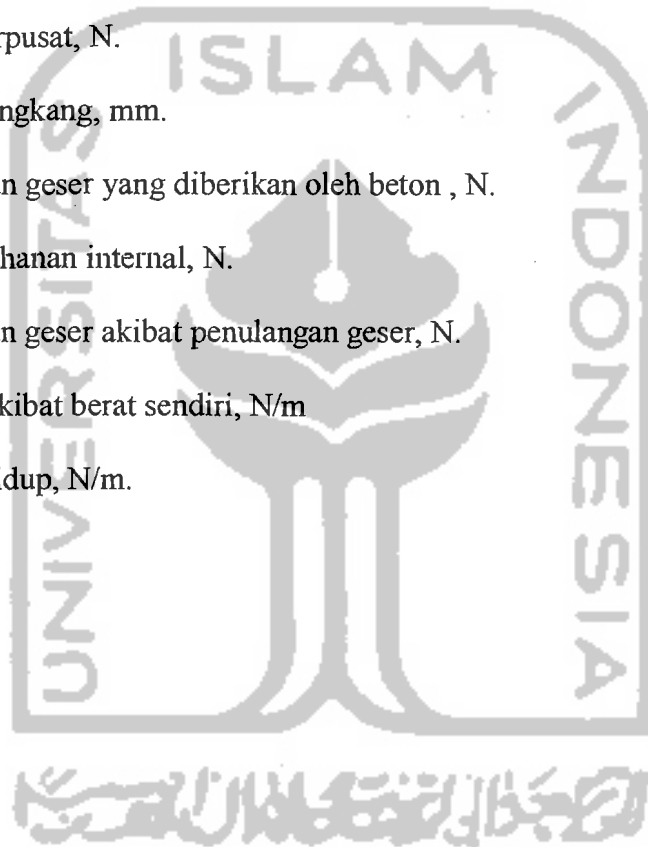 rpusat, N.
ngkang, mm.
n geser yang diberikan oleh beton , N.
hanan internal, N.
n geser akibat penulangan geser, N.
kibat berat sendiri, N/m
dup, N/m.
ISLAM
UNIVERSITAS
INDONESIA